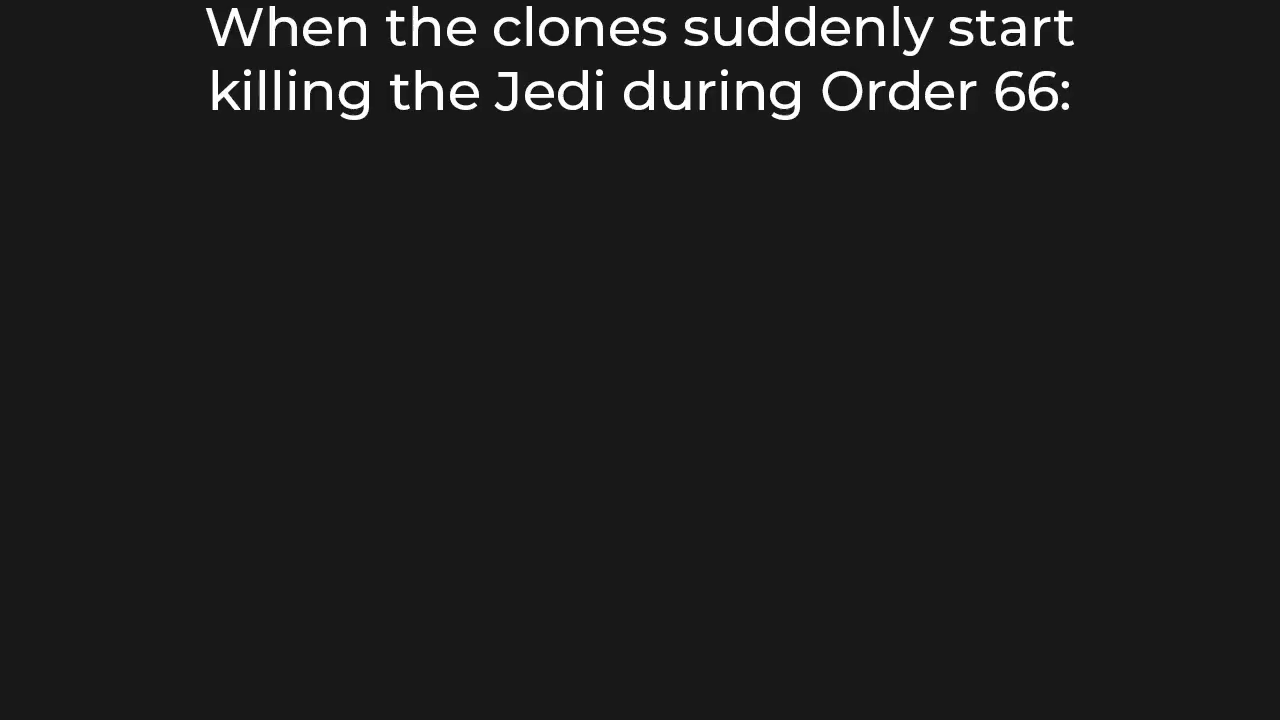 When the clones suddenly start
killing the Jedi during Order 66: